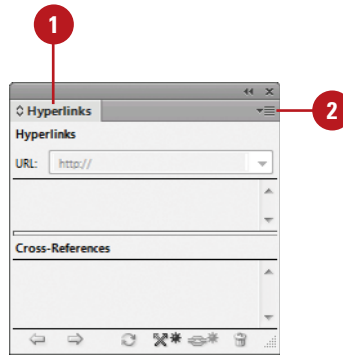 1
Hyperlinks
2
Hyperlinks
URL: http://
Cross-References